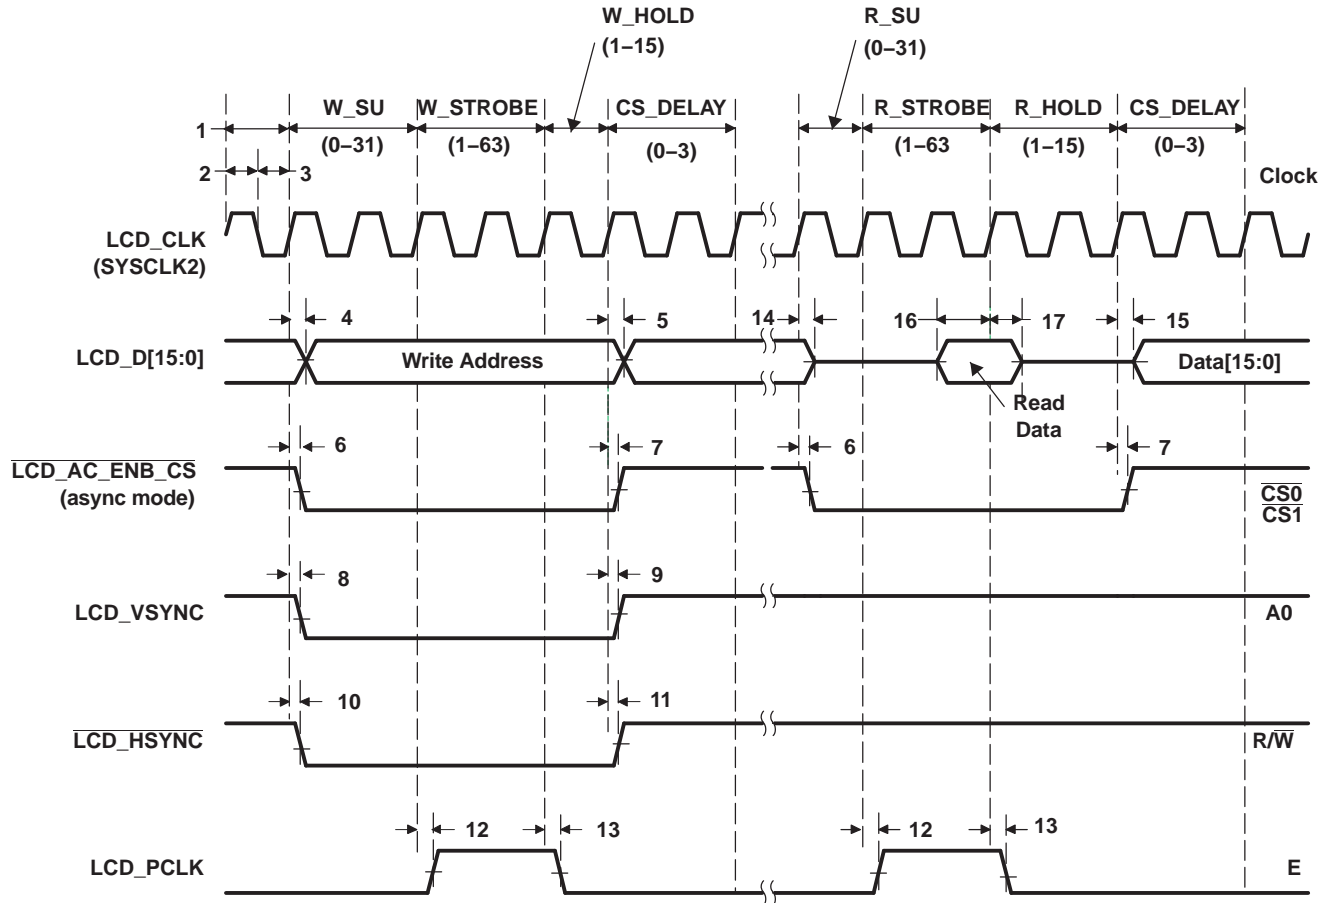 W_HOLD
(1–15)
R_SU
(0–31)
W_SU
W_STROBE
CS_DELAY
R_STROBE
R_HOLD
CS_DELAY
1
(0–31)
(1–63)
(0–3)
(1–63
(1–15)
(0–3)
2
3
Clock
LCD_CLK
(SYSCLK2)
4
5
14
16
17
15
LCD_D[15:0]
Write Address
Data[15:0]
Read
Data
6
7
6
7
LCD_AC_ENB_CS
(async mode)
CS0
CS1
8
9
LCD_VSYNC
A0
10
11
LCD_HSYNC
R/W
12
13
12
13
LCD_PCLK
E